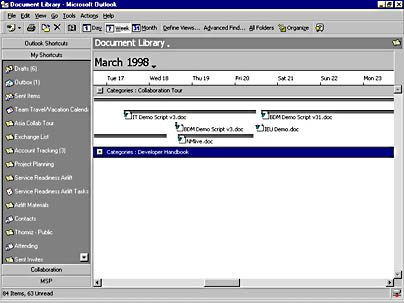 Document Library - Microsoft Outlook
File Edit View Go Tools Actions Help
1 Day 7 Week 31 Month Define Views... Advanced Find... All Folders Organize
Outlook Shortcuts
My Shortcuts
Drafts (6)
Outbox (1)
Sent Items
Team Travel/Vacation Calenda
Asia Collab Tour
Exchange List
Account Tracking (3)
Project Planning
Service Readiness Airlift
Service Readiness Airlift Tasks
Airlift Materials
Contacts
Thomriz - Public
Attending
Sent Invites
Collaboration
MSP
Document Library
March 1998
Tue 17 Wed 18 Thu 19 Fri 20 Sat 21 Sun 22 Mon 23
Categories : Collaboration Tour
IT Demo Script v3.doc BDM Demo Script v31.doc
BDM Demo Script v3.doc IEU Demo.doc
NMlive.doc
Categories : Developer Handbook
84 Items, 63 Unread